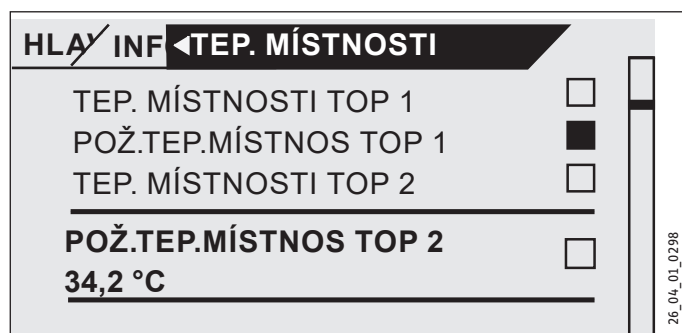 HLAV INF ◀TEP. MÍSTNOSTI
TEP. MÍSTNOSTI TOP 1
POŽ.TEP.MÍSTNOS TOP 1
TEP. MÍSTNOSTI TOP 2
POŽ.TEP.MÍSTNOS TOP 2
34,2 °C
26_04_01_0298